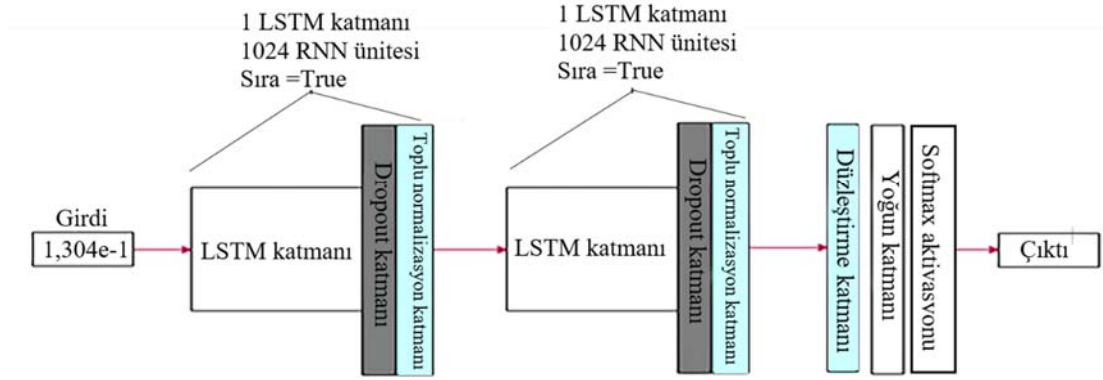 1 LSTM katmanı
1024 RNN ünitesi
Sıra =True
1 LSTM katmanı
1024 RNN ünitesi
Sıra =True
Girdi
1,304e-1
LSTM katmanı
Dropout katmanı
Toplu normalizasyon katmanı
LSTM katmanı
Dropout katmanı
Toplu normalizasyon katmanı
Düzleştirme katmanı
Yoğun katmanı
Softmax aktivasyonu
Çıktı